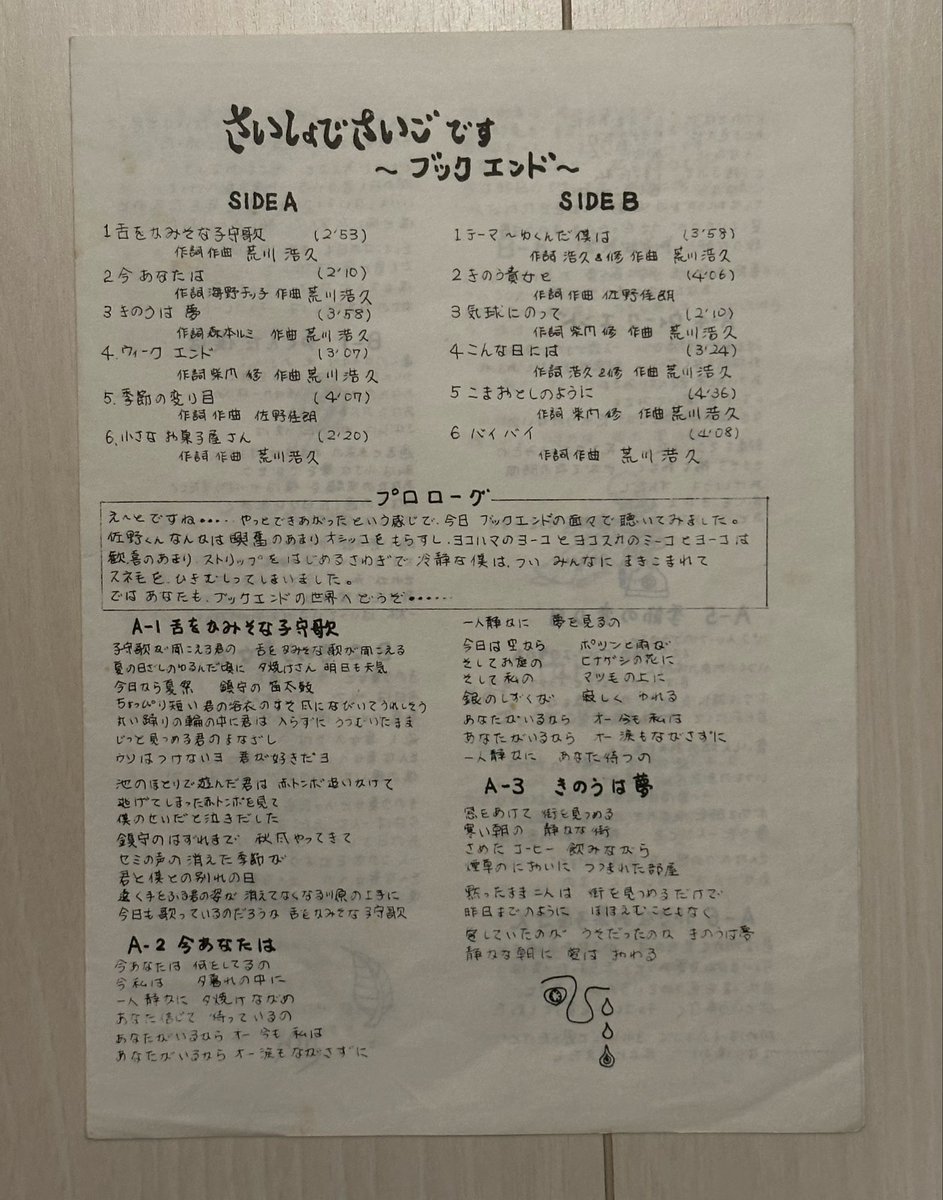 さいしょでさいごです
～ブックエンド～
SIDE A
1 舌をかみそな子守歌 (2'53)
作詞作曲 荒川浩久
2 今あなたは (2'10)
作詞 海野チッ子 作曲 荒川浩久
3 きのうは夢 (3'58)
作詞 森本ルミ 作曲 荒川浩久
4. ウィークエンド (3'07)
作詞 柴内修 作曲 荒川浩久
5. 季節の変り目 (4'07)
作詞作曲 佐野佳朗
6. 小さなお菓子屋さん (2'20)
作詞作曲 荒川浩久
SIDE B
1 テーマ～ゆくんだ僕は (3'58)
作詞 浩久&修 作曲 荒川浩久
2 きのう貴女と (4'06)
作詞作曲 佐野佳朗
3 気球にのって (2'10)
作詞 柴内修 作曲 荒川浩久
4 こんな日には (3'24)
作詞 浩久&修 作曲 荒川浩久
5 こまおとしのように (4'36)
作詞 柴内修 作曲 荒川浩久
6 バイバイ (4'08)
作詞作曲 荒川浩久
プロローグ
え～とですね・・・・・ やっとできあがったという感じで、今日 ブックエンドの面々で聴いてみました。
佐野くんなんかは興奮のあまりオシッコをもらすし、ヨコハマのヨーコとヨコスカのミーコとヨーコは
歓喜のあまり ストリップをはじめるさわぎで 冷静な僕は、つい みんなに まきこまれて
スネ毛を、ひきむしってしまいました。
では あなたも、ブックエンドの世界へどうぞ・・・・・・
A-1 舌をかみそな子守歌
子守歌が聞こえる君の 舌をかみそな歌が聞こえる
夏の日ざしのゆるんだ頃に 夕焼けさん 明日も天気
今日なら夏祭 鎮守の笛太鼓
ちょっぴり短い君の浴衣のすそ 風になびいてうれしそう
丸い踊りの輪の中に君は 入らずに うつむいたまま
じっと見つめる君のまなざし
ウソはつけないヨ 君が好きだヨ
池のほとりで遊んだ君は 赤トンボ追いかけて
逃げてしまった赤トンボを見て
僕のせいだと泣きだした
鎮守のはずれまで 秋風やってきて
セミの声の消えた季節が
君と僕との別れの日
遠く手をふる君の姿が 消えてなくなる川原の土手に
今日も歌っているのだろうな 舌をかみそな子守歌
A-2 今あなたは
今あなたは 何をしてるの
今私は 夕暮れの中に
一人静かに 夕焼けながめ
あなた信じて 待っているの
あなたがいるなら オー 今も 私は
あなたがいるなら オー 涙もながさずに
一人静かに 夢を見るの
今日は空から ポツンと雨が
そしてお庭の ヒナゲシの花に
そして私の マツ毛の上に
銀のしずくが 寂しく ゆれる
あなたがいるなら オー今も 私は
あなたがいるなら オー涙もながさずに
一人静かに あなた待つの
A-3 きのうは夢
窓をあけて 街を見つめる
寒い朝の 静かな街
さめた コーヒー 飲みながら
煙草のにおいに つつまれた部屋
黙ったまま二人は 街を見つめるだけで
昨日までのように ほほえむこともなく
愛していたのが うそだったのか きのうは夢
静かな朝に 愛は おわる